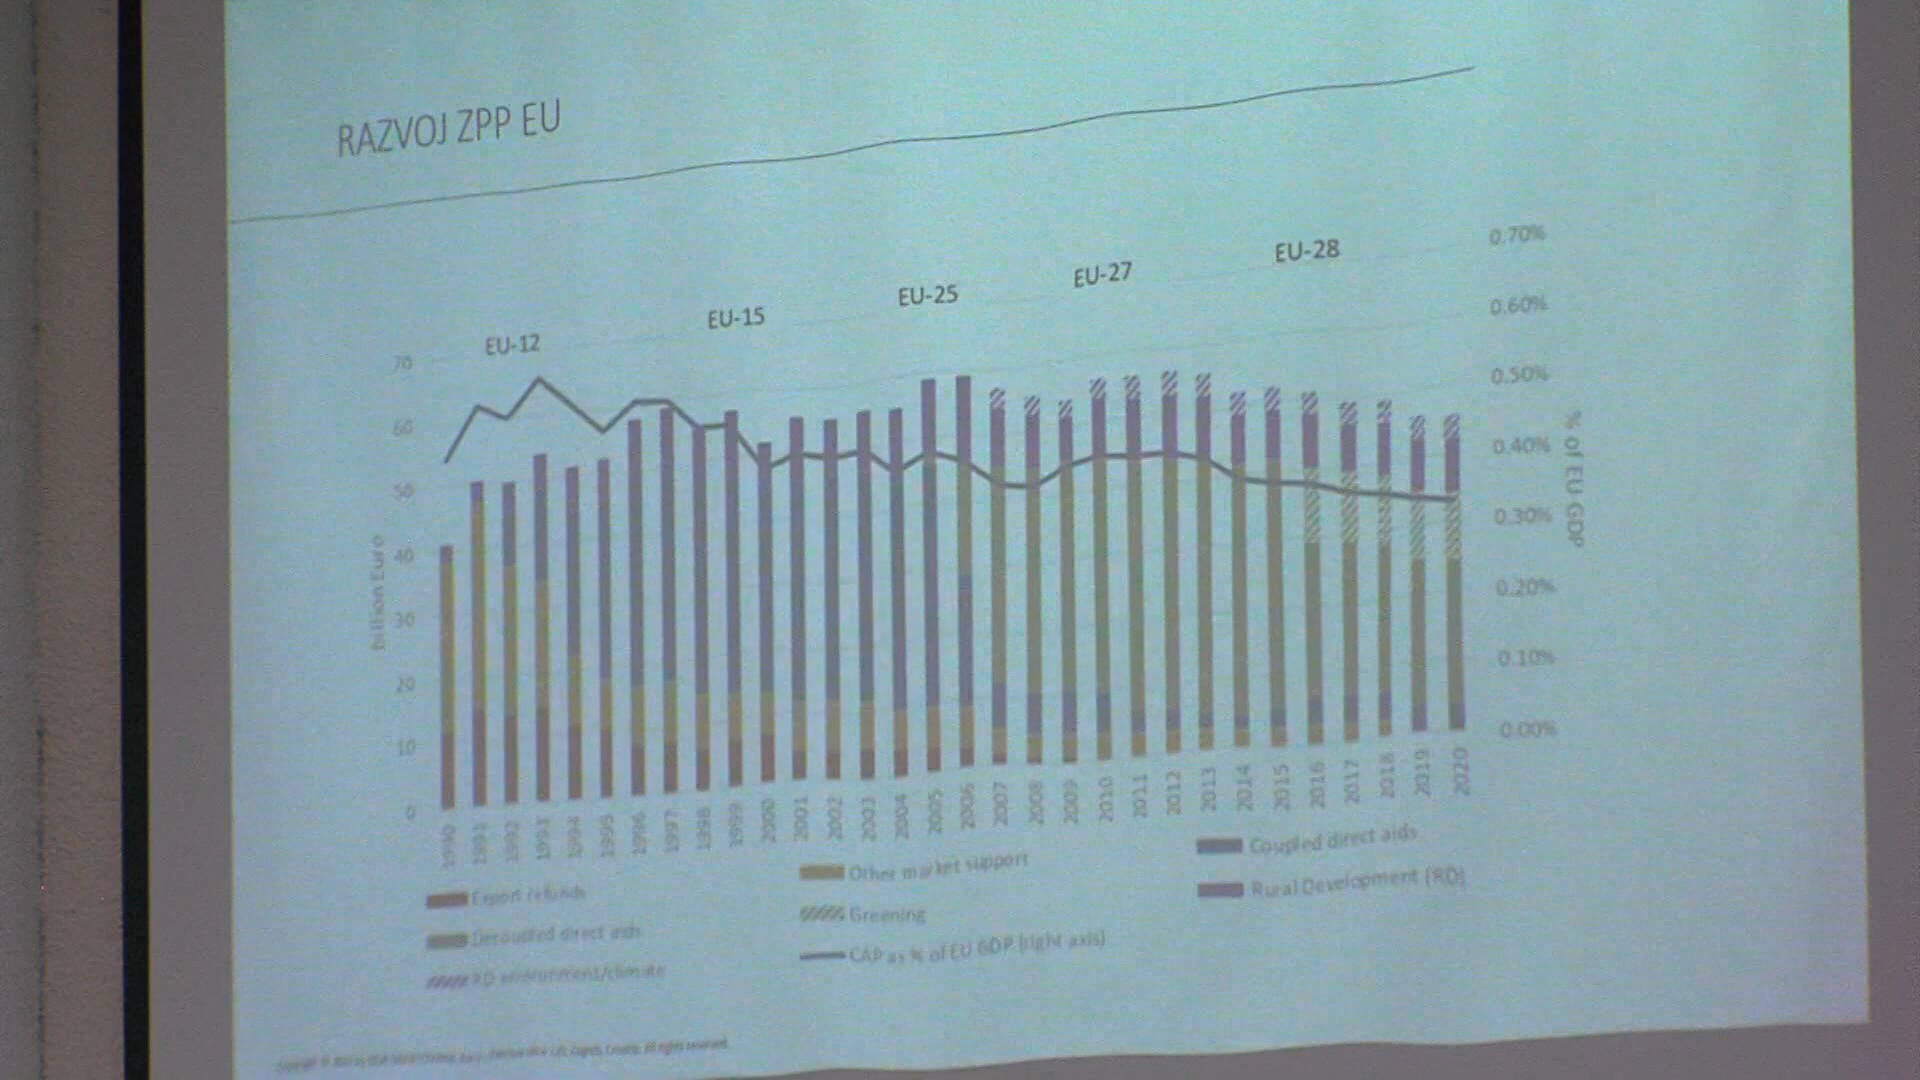 RAZVOJ ZPP EU
EU-12
EU-15
EU-25
EU-27
EU-28
billion Euro
70
60
50
40
30
20
10
0
0.70%
0.60%
0.50%
0.40%
0.30%
0.20%
0.10%
0.00%
% of EU GDP
1990 1991 1992 1993 1994 1995 1996 1997 1998 1999 2000 2001 2002 2003 2004 2005 2006 2007 2008 2009 2010 2011 2012 2013 2014 2015 2016 2017 2018 2019 2020
Export refunds
Other market support
Coupled direct aids
Decoupled direct aids
Greening
Rural Development (RD)
RD environment/climate
CAP as % of EU GDP (right axis)
All rights reserved.